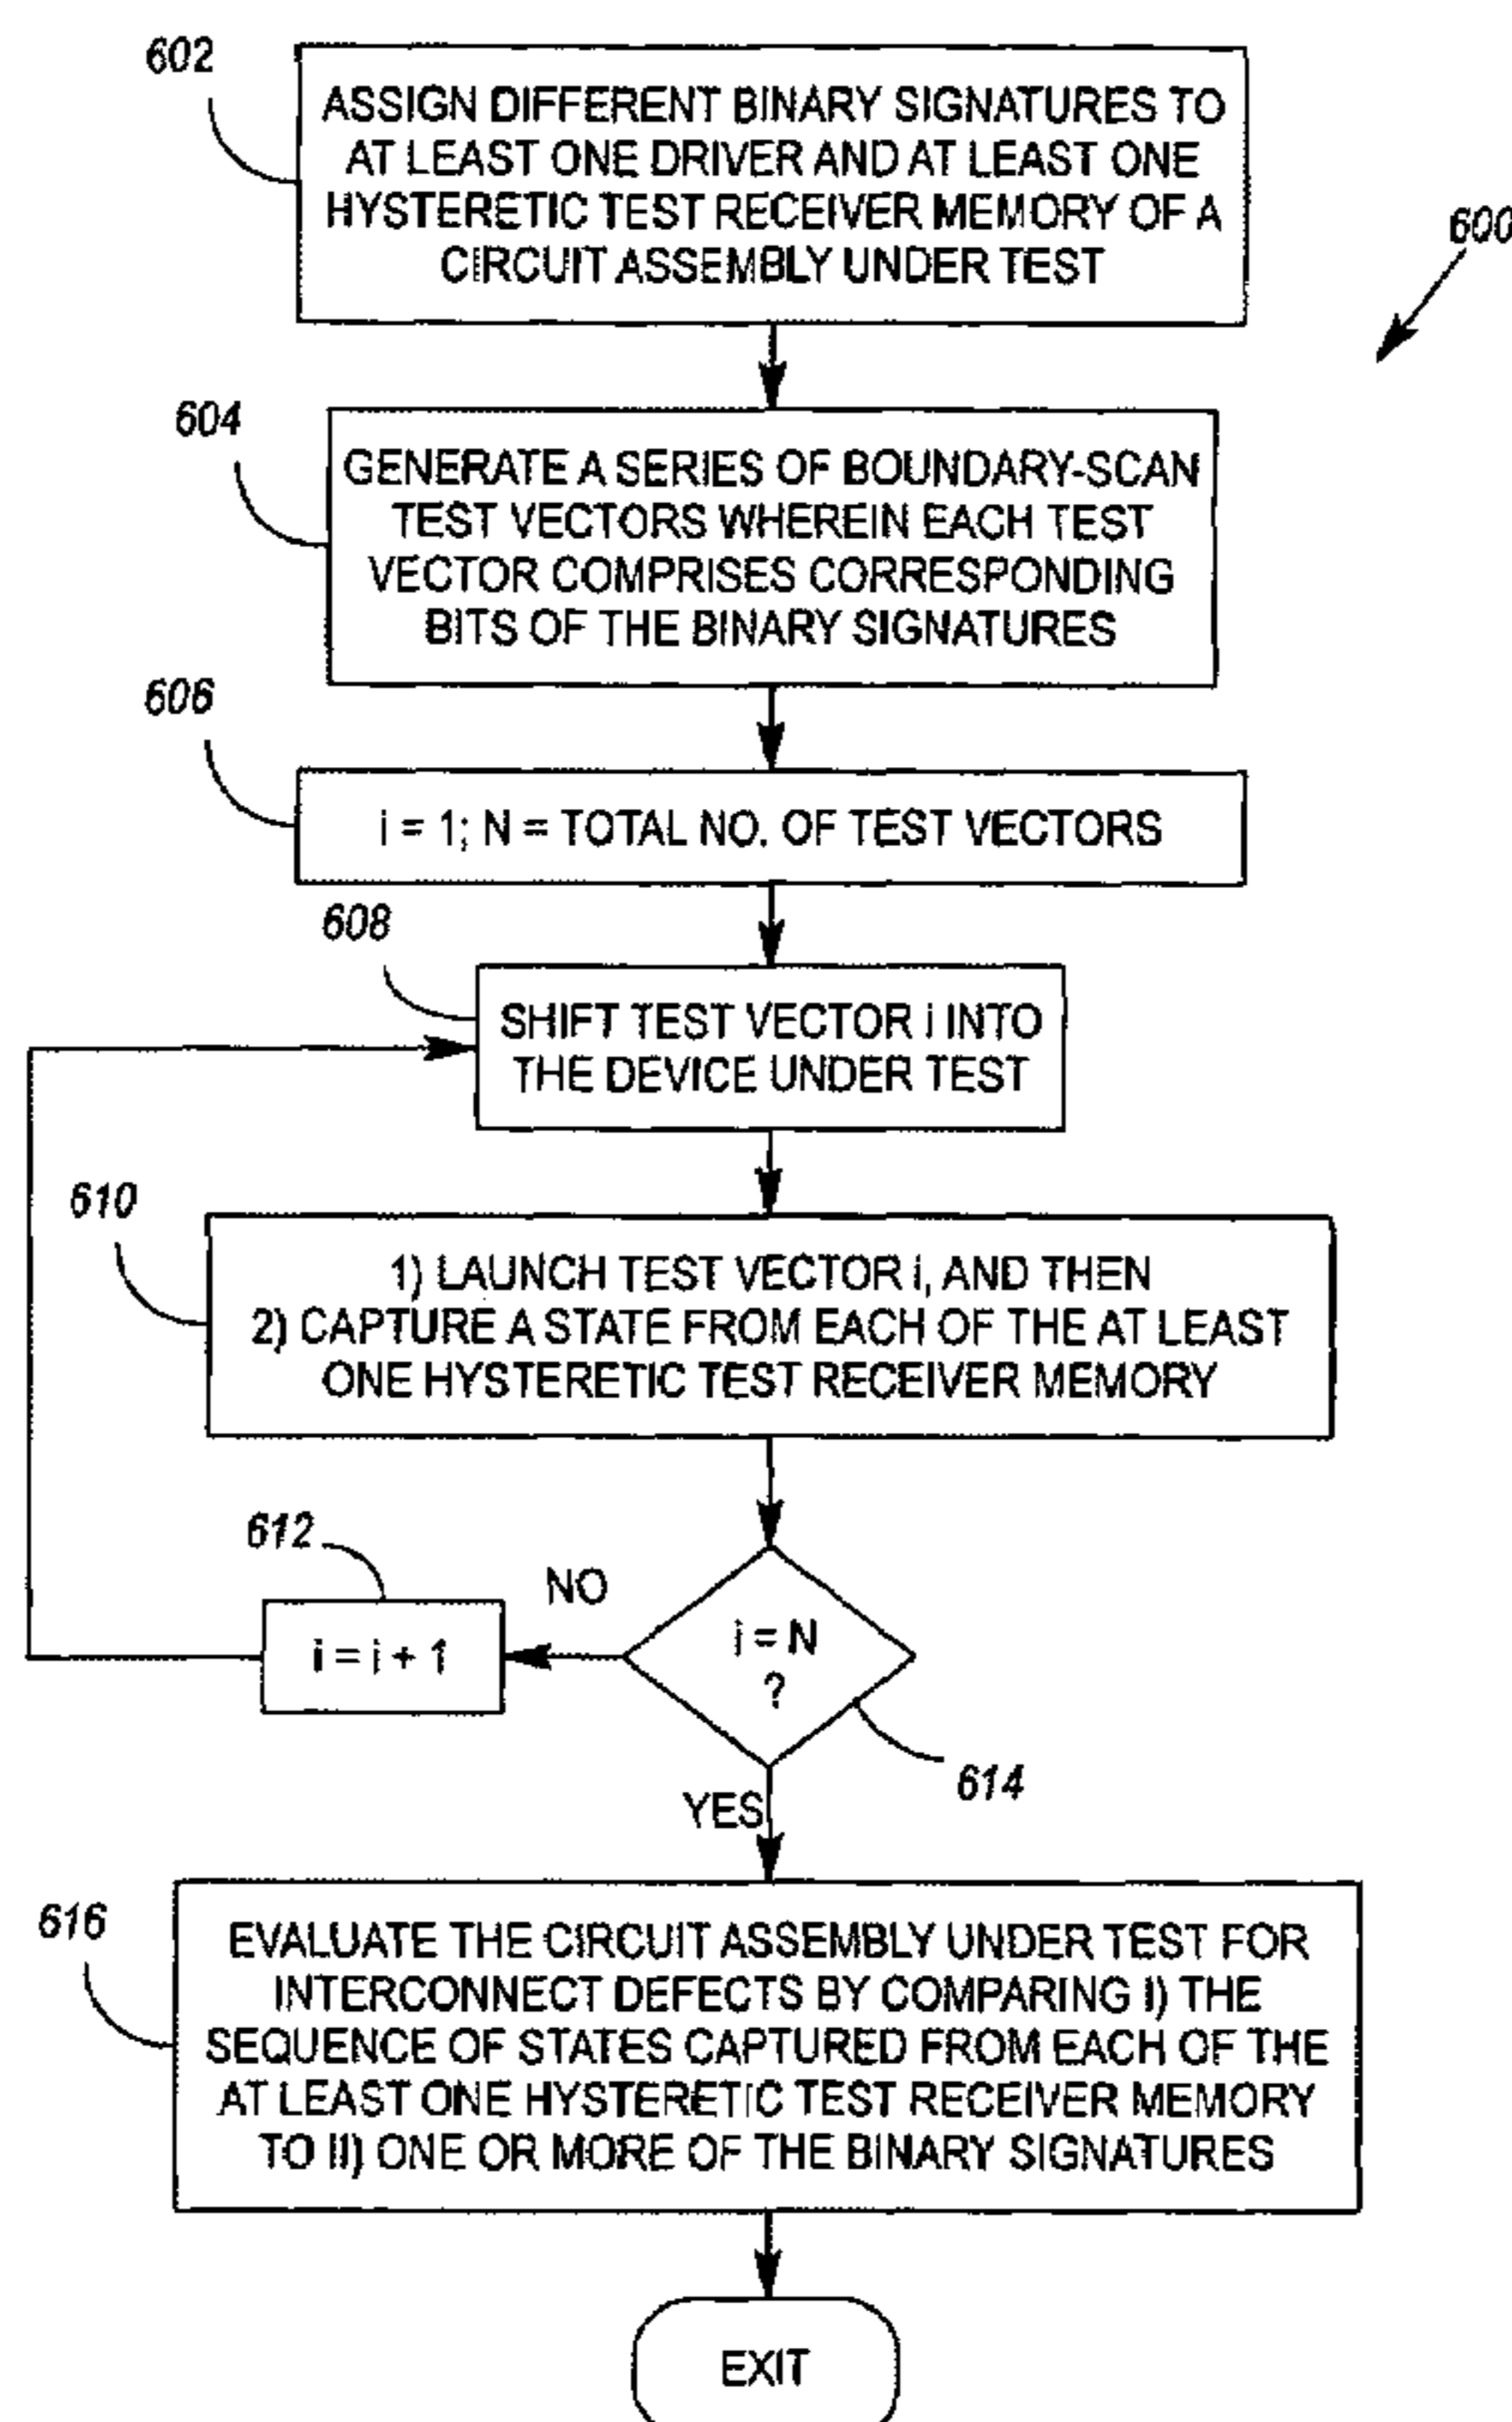 602
ASSIGN DIFFERENT BINARY SIGNATURES TO
AT LEAST ONE DRIVER AND AT LEAST ONE
HYSTERETIC TEST RECEIVER MEMORY OF A
CIRCUIT ASSEMBLY UNDER TEST
600
604
GENERATE A SERIES OF BOUNDARY-SCAN
TEST VECTORS WHEREIN EACH TEST
VECTOR COMPRISES CORRESPONDING
BITS OF THE BINARY SIGNATURES
606
i = 1; N = TOTAL NO. OF TEST VECTORS
608
SHIFT TEST VECTOR i INTO
THE DEVICE UNDER TEST
610
1) LAUNCH TEST VECTOR i, AND THEN
2) CAPTURE A STATE FROM EACH OF THE AT LEAST
ONE HYSTERETIC TEST RECEIVER MEMORY
612
i = i + 1
NO
i = N
?
614
YES
616
EVALUATE THE CIRCUIT ASSEMBLY UNDER TEST FOR
INTERCONNECT DEFECTS BY COMPARING I) THE
SEQUENCE OF STATES CAPTURED FROM EACH OF THE
AT LEAST ONE HYSTERETIC TEST RECEIVER MEMORY
TO II) ONE OR MORE OF THE BINARY SIGNATURES
EXIT